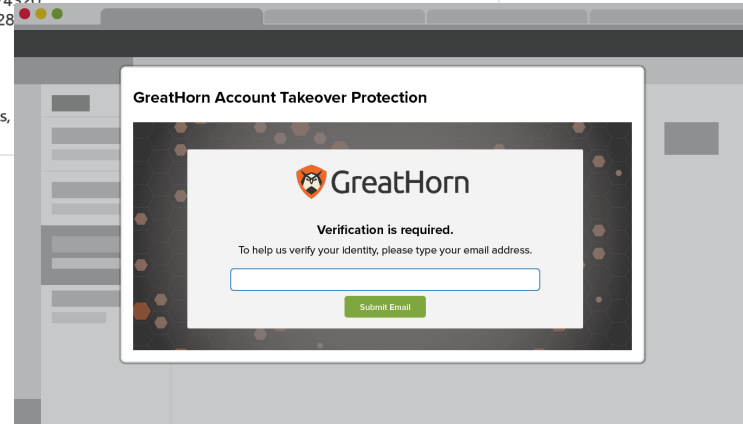 28
s,
GreatHorn Account Takeover Protection
GreatHorn
Verification is required.
To help us verify your identity, please type your email address.
Submit Email